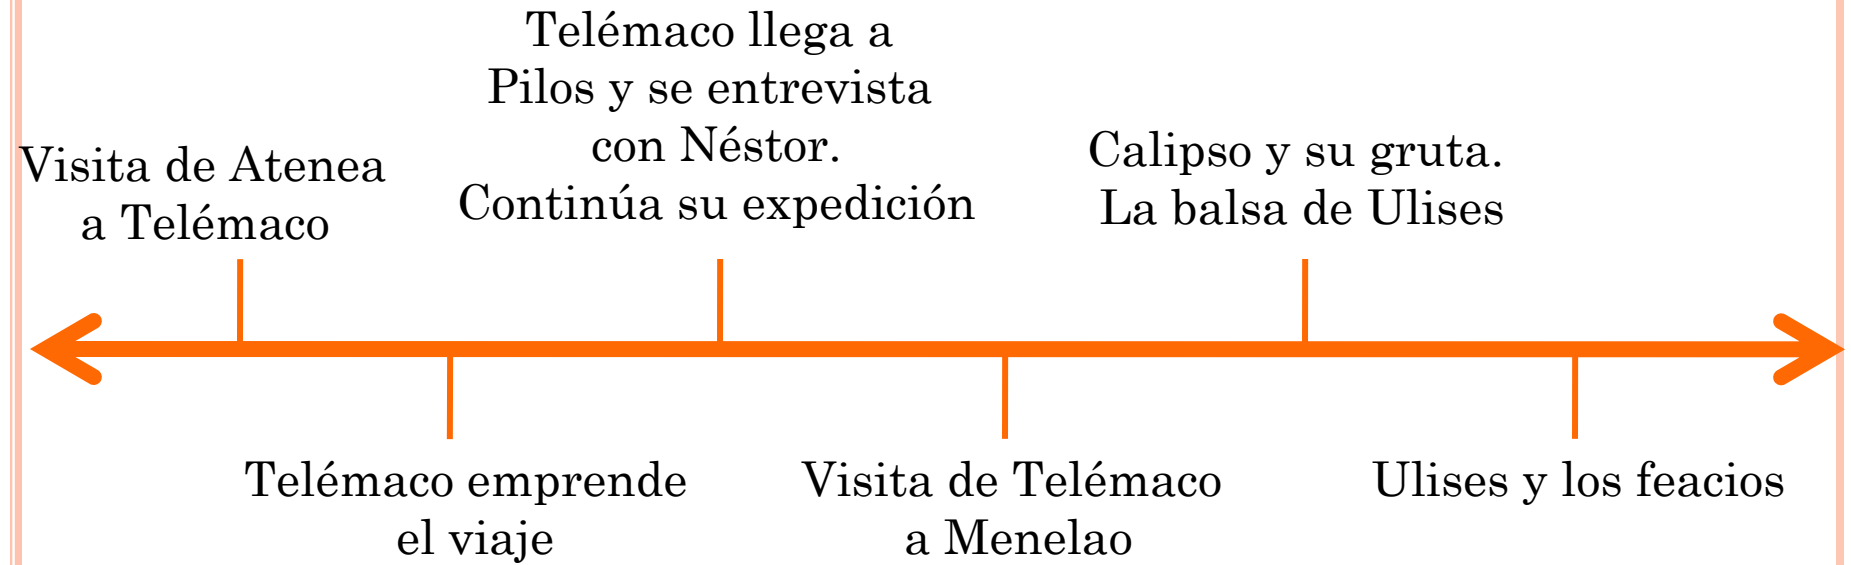 Visita de Atenea
a Telémaco
Telémaco emprende
el viaje
Telémaco llega a
Pilos y se entrevista
con Néstor.
Continúa su expedición
Visita de Telémaco
a Menelao
Calipso y su gruta.
La balsa de Ulises
Ulises y los feacios